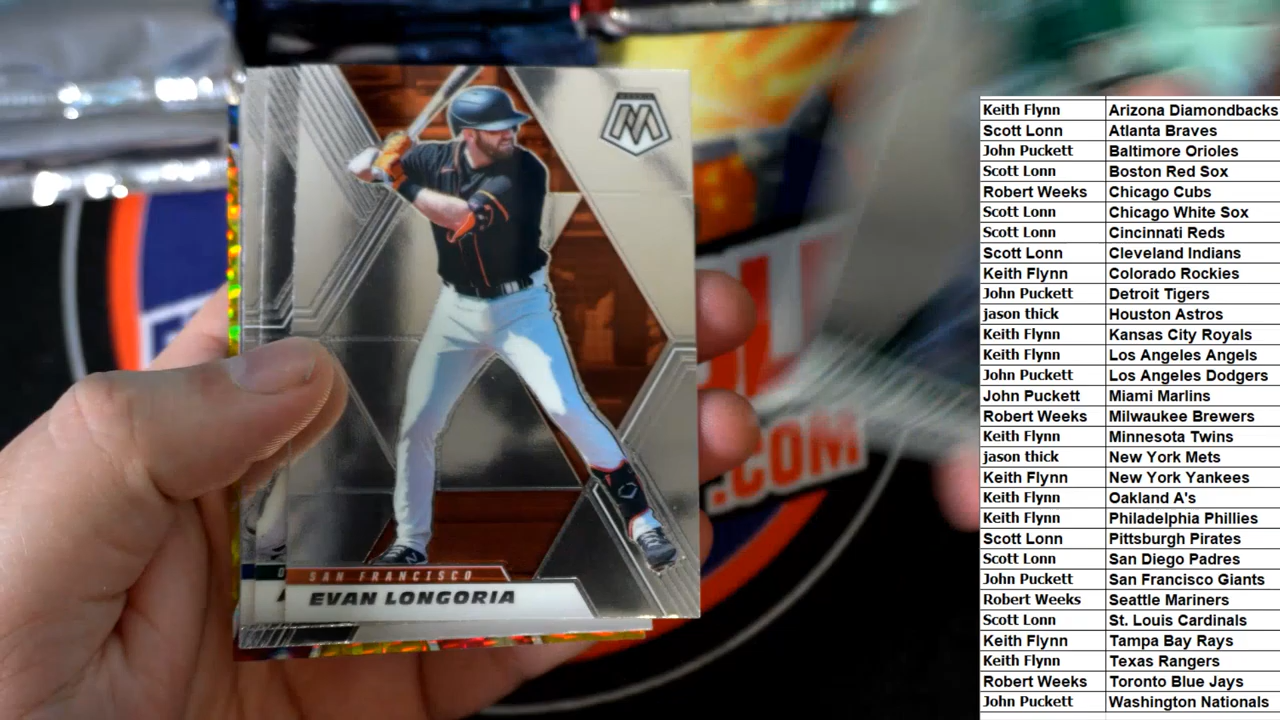 SAN FRANCISCO
EVAN LONGORIA
.COM
Keith Flynn Arizona Diamondbacks
Scott Lonn Atlanta Braves
John Puckett Baltimore Orioles
Scott Lonn Boston Red Sox
Robert Weeks Chicago Cubs
Scott Lonn Chicago White Sox
Scott Lonn Cincinnati Reds
Scott Lonn Cleveland Indians
Keith Flynn Colorado Rockies
John Puckett Detroit Tigers
jason thick Houston Astros
Keith Flynn Kansas City Royals
Keith Flynn Los Angeles Angels
John Puckett Los Angeles Dodgers
John Puckett Miami Marlins
Robert Weeks Milwaukee Brewers
Keith Flynn Minnesota Twins
jason thick New York Mets
Keith Flynn New York Yankees
Keith Flynn Oakland A's
Keith Flynn Philadelphia Phillies
Scott Lonn Pittsburgh Pirates
Scott Lonn San Diego Padres
John Puckett San Francisco Giants
Robert Weeks Seattle Mariners
Scott Lonn St. Louis Cardinals
Keith Flynn Tampa Bay Rays
Keith Flynn Texas Rangers
Robert Weeks Toronto Blue Jays
John Puckett Washington Nationals